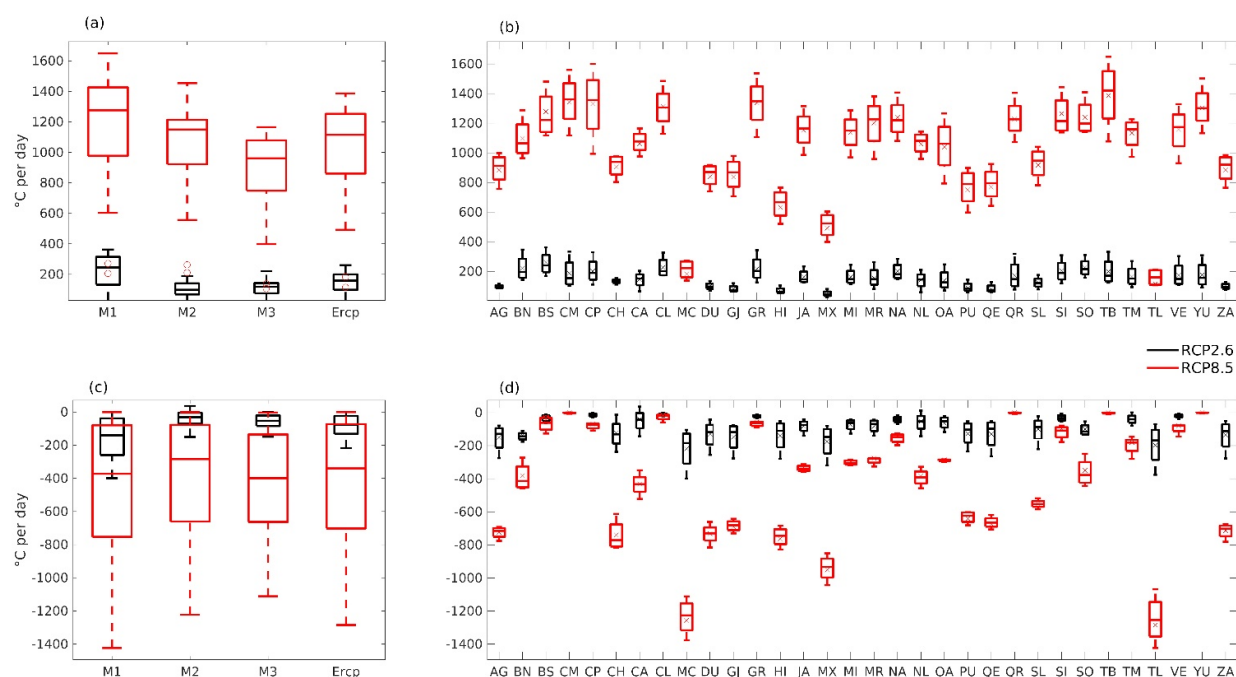 (a)
(b)
°C per day
1600
1400
1200
1000
800
600
400
200
M1 M2 M3 Ercp
1600
1400
1200
1000
800
600
400
200
0
AG BN BS CM CP CH CA CL MC DU GJ GR HI JA MX MI MR NA NL OA PU QE QR SL SI SO TB TM TL VE YU ZA
RCP2.6
RCP8.5
(c)
(d)
°C per day
0
-200
-400
-600
-800
-1000
-1200
-1400
M1 M2 M3 Ercp
0
-200
-400
-600
-800
-1000
-1200
-1400
AG BN BS CM CP CH CA CL MC DU GJ GR HI JA MX MI MR NA NL OA PU QE QR SL SI SO TB TM TL VE YU ZA